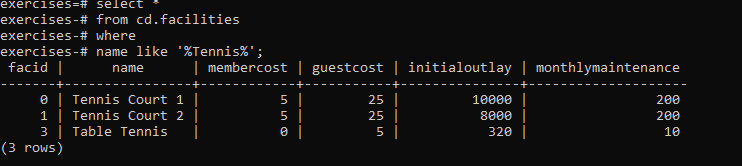 exercises=# select *
exercises-# from cd.facilities
exercises-# where
exercises-# name like '%Tennis%';
 facid |      name      | membercost | guestcost | initialoutlay | monthlymaintenance
-------+----------------+------------+-----------+---------------+--------------------
     0 | Tennis Court 1 |          5 |        25 |         10000 |                200
     1 | Tennis Court 2 |          5 |        25 |          8000 |                200
     3 | Table Tennis   |          0 |         5 |           320 |                 10
(3 rows)